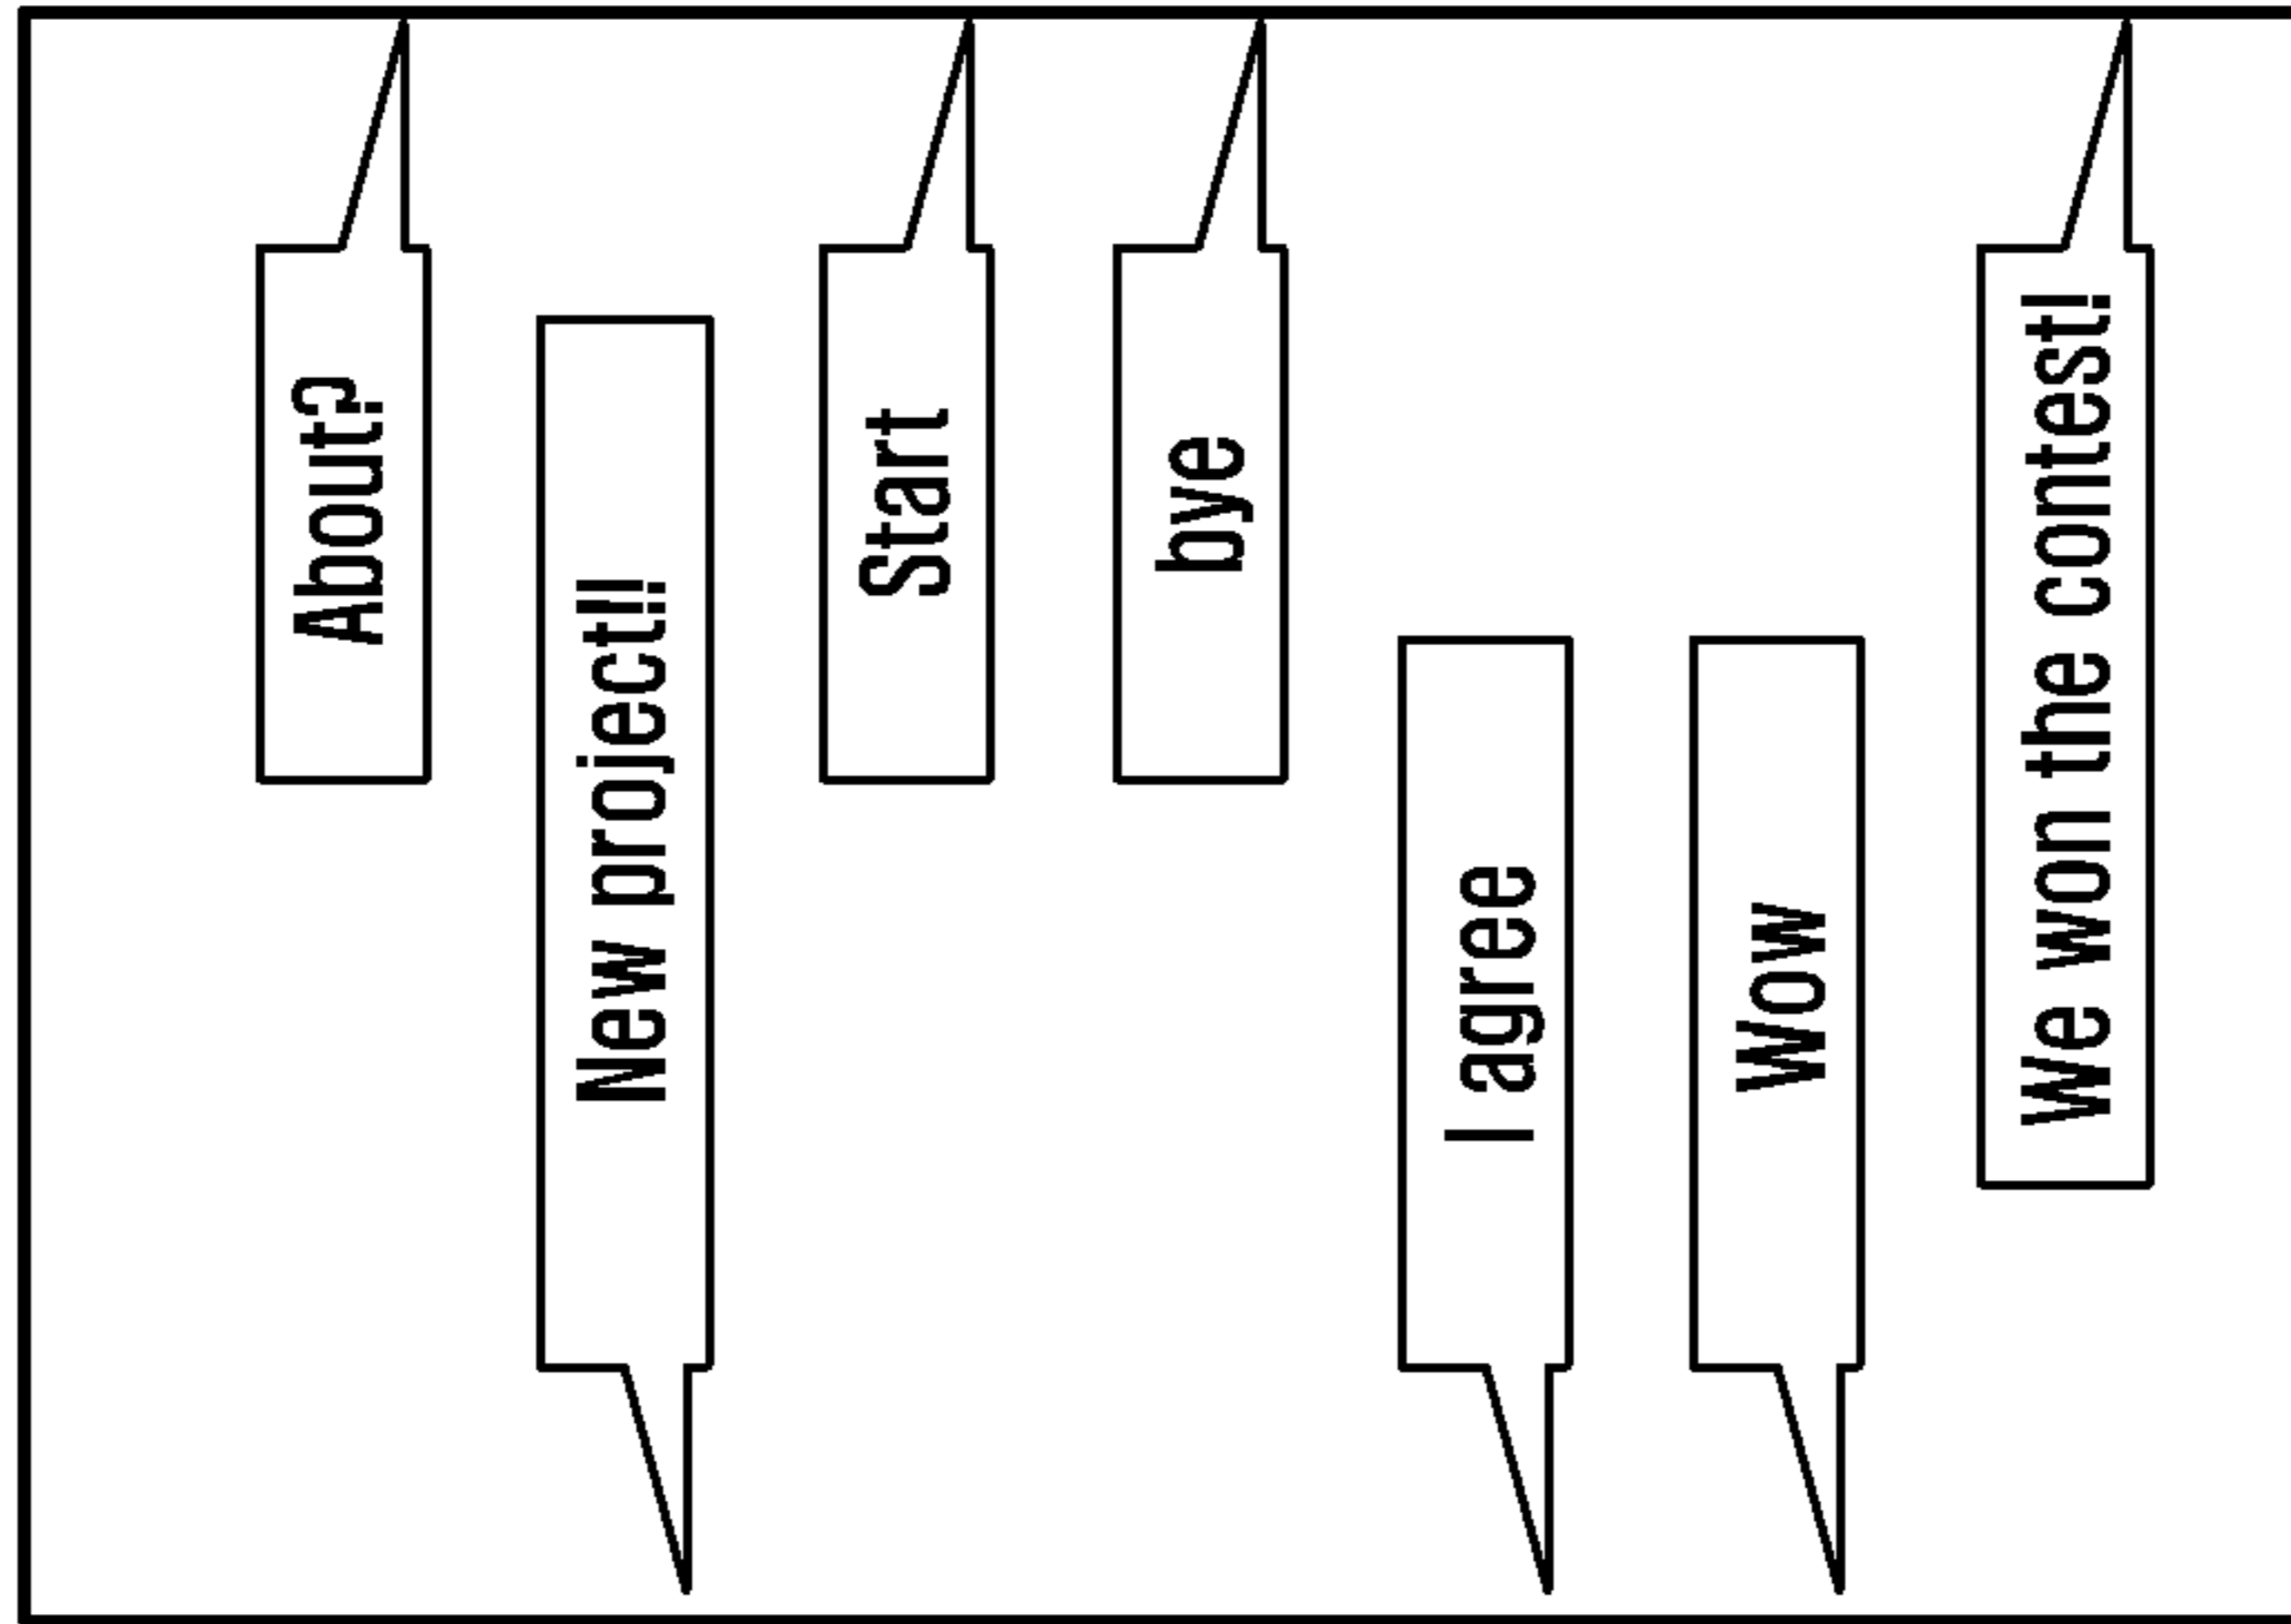 About?
New project!!
Start
bye
I agree
Wow
We won the contest!